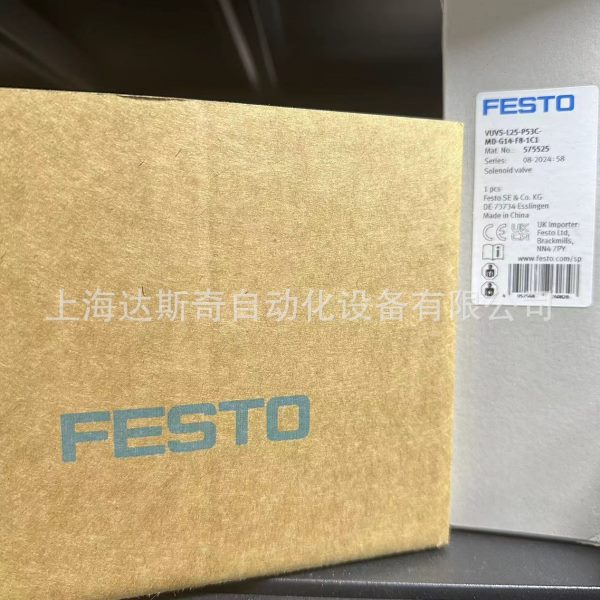 FESTO
VUVS-L25-P53C-
MD-G14-F8-1C1
Mat. No.: 575525
Series: 08-2024:58
Solenoid valve
1 pcs
Festo SE & Co. KG
DE-73734 Esslingen
Made in China
UK Importer:
Festo Ltd,
Brackmills,
NN4 7PY
www.festo.com/sp
上海达斯奇自动化设备有限公司
FESTO